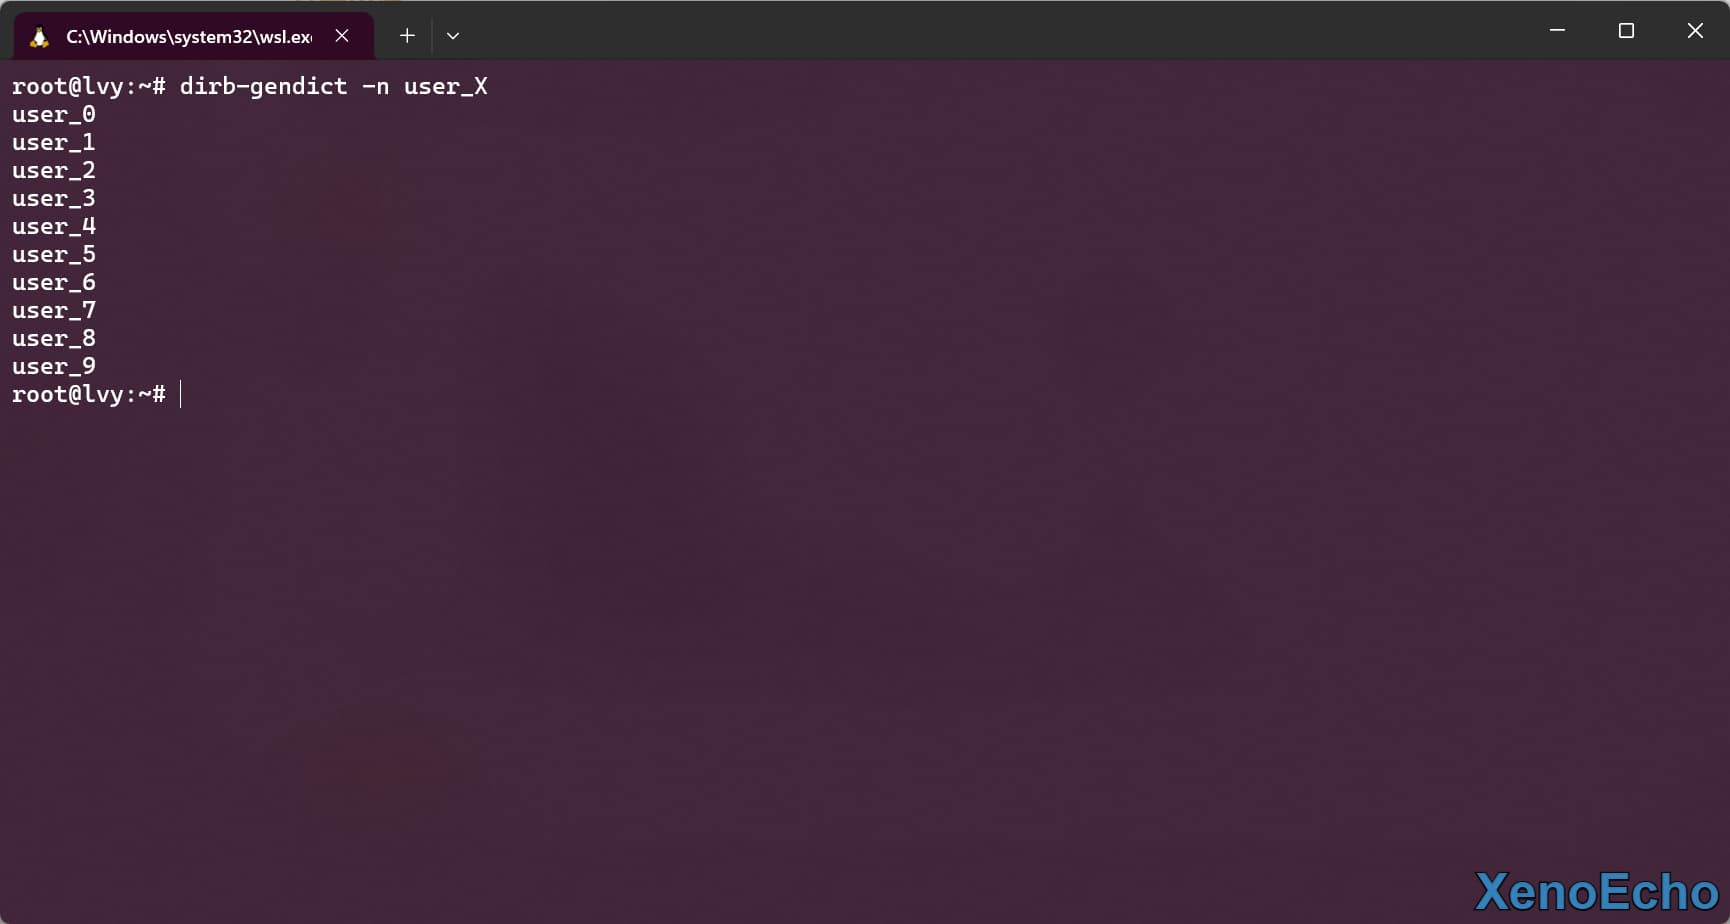 C:\Windows\system32\wsl.exe
root@lvy:~# dirb-gendict -n user_X
user_0
user_1
user_2
user_3
user_4
user_5
user_6
user_7
user_8
user_9
root@lvy:~#
XenoEcho